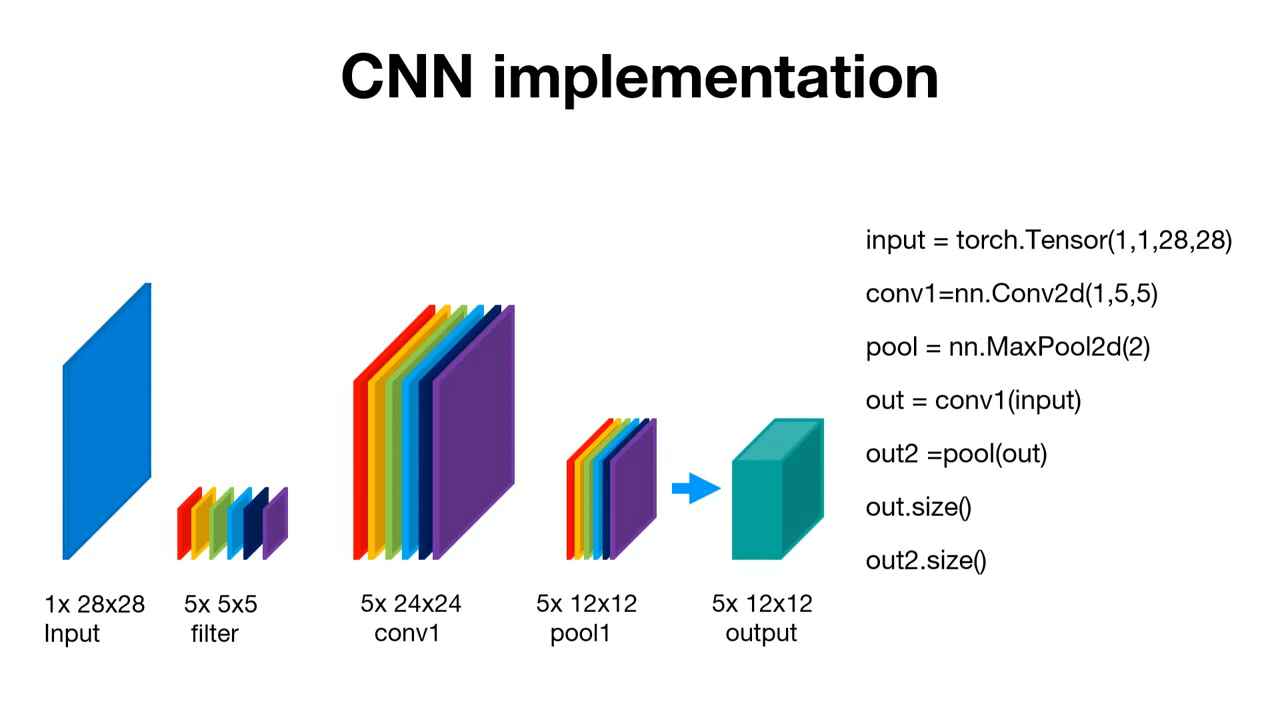 CNN implementation
input = torch.Tensor(1,1,28,28)
conv1=nn.Conv2d(1,5,5)
pool = nn.MaxPool2d(2)
out = conv1(input)
out2 =pool(out)
out.size()
out2.size()
1x 28x28
Input
5x 5x5
filter
5x 24x24
conv1
5x 12x12
pool1
5x 12x12
output